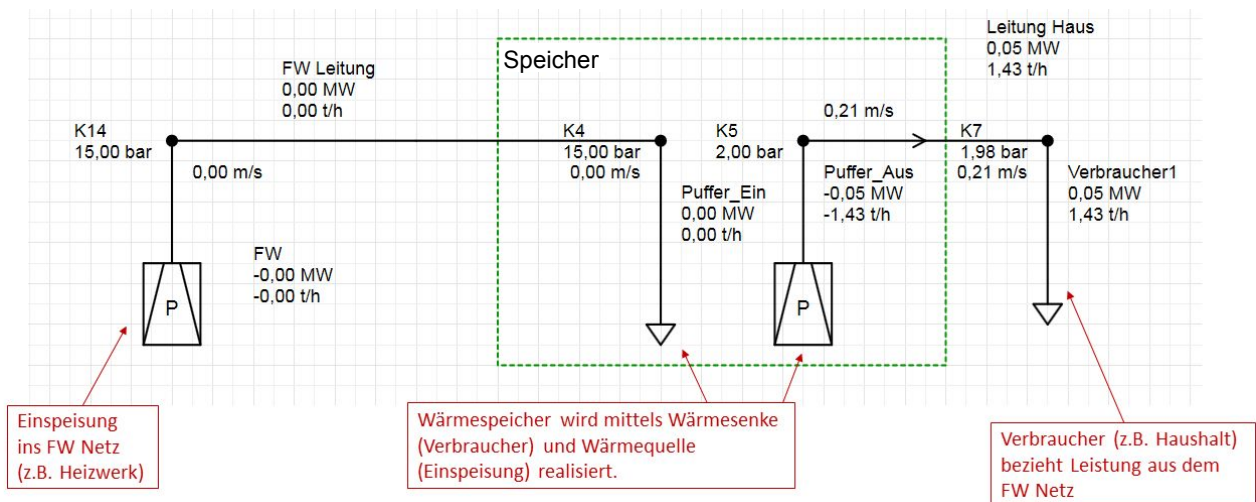 Leitung Haus
0,05 MW
1,43 t/h
Speicher
FW Leitung
0,00 MW
0,00 t/h
K14
15,00 bar
0,00 m/s
K4
15,00 bar
0,00 m/s
K5
2,00 bar
0,21 m/s
K7
1,98 bar
0,21 m/s
Puffer_Ein
0,00 MW
0,00 t/h
Puffer_Aus
-0,05 MW
-1,43 t/h
Verbraucher1
0,05 MW
1,43 t/h
FW
-0,00 MW
-0,00 t/h
P
P
Einspeisung
ins FW Netz
(z.B. Heizwerk)
Wärmespeicher wird mittels Wärmesenke
(Verbraucher) und Wärmequelle
(Einspeisung) realisiert.
Verbraucher (z.B. Haushalt)
bezieht Leistung aus dem
FW Netz